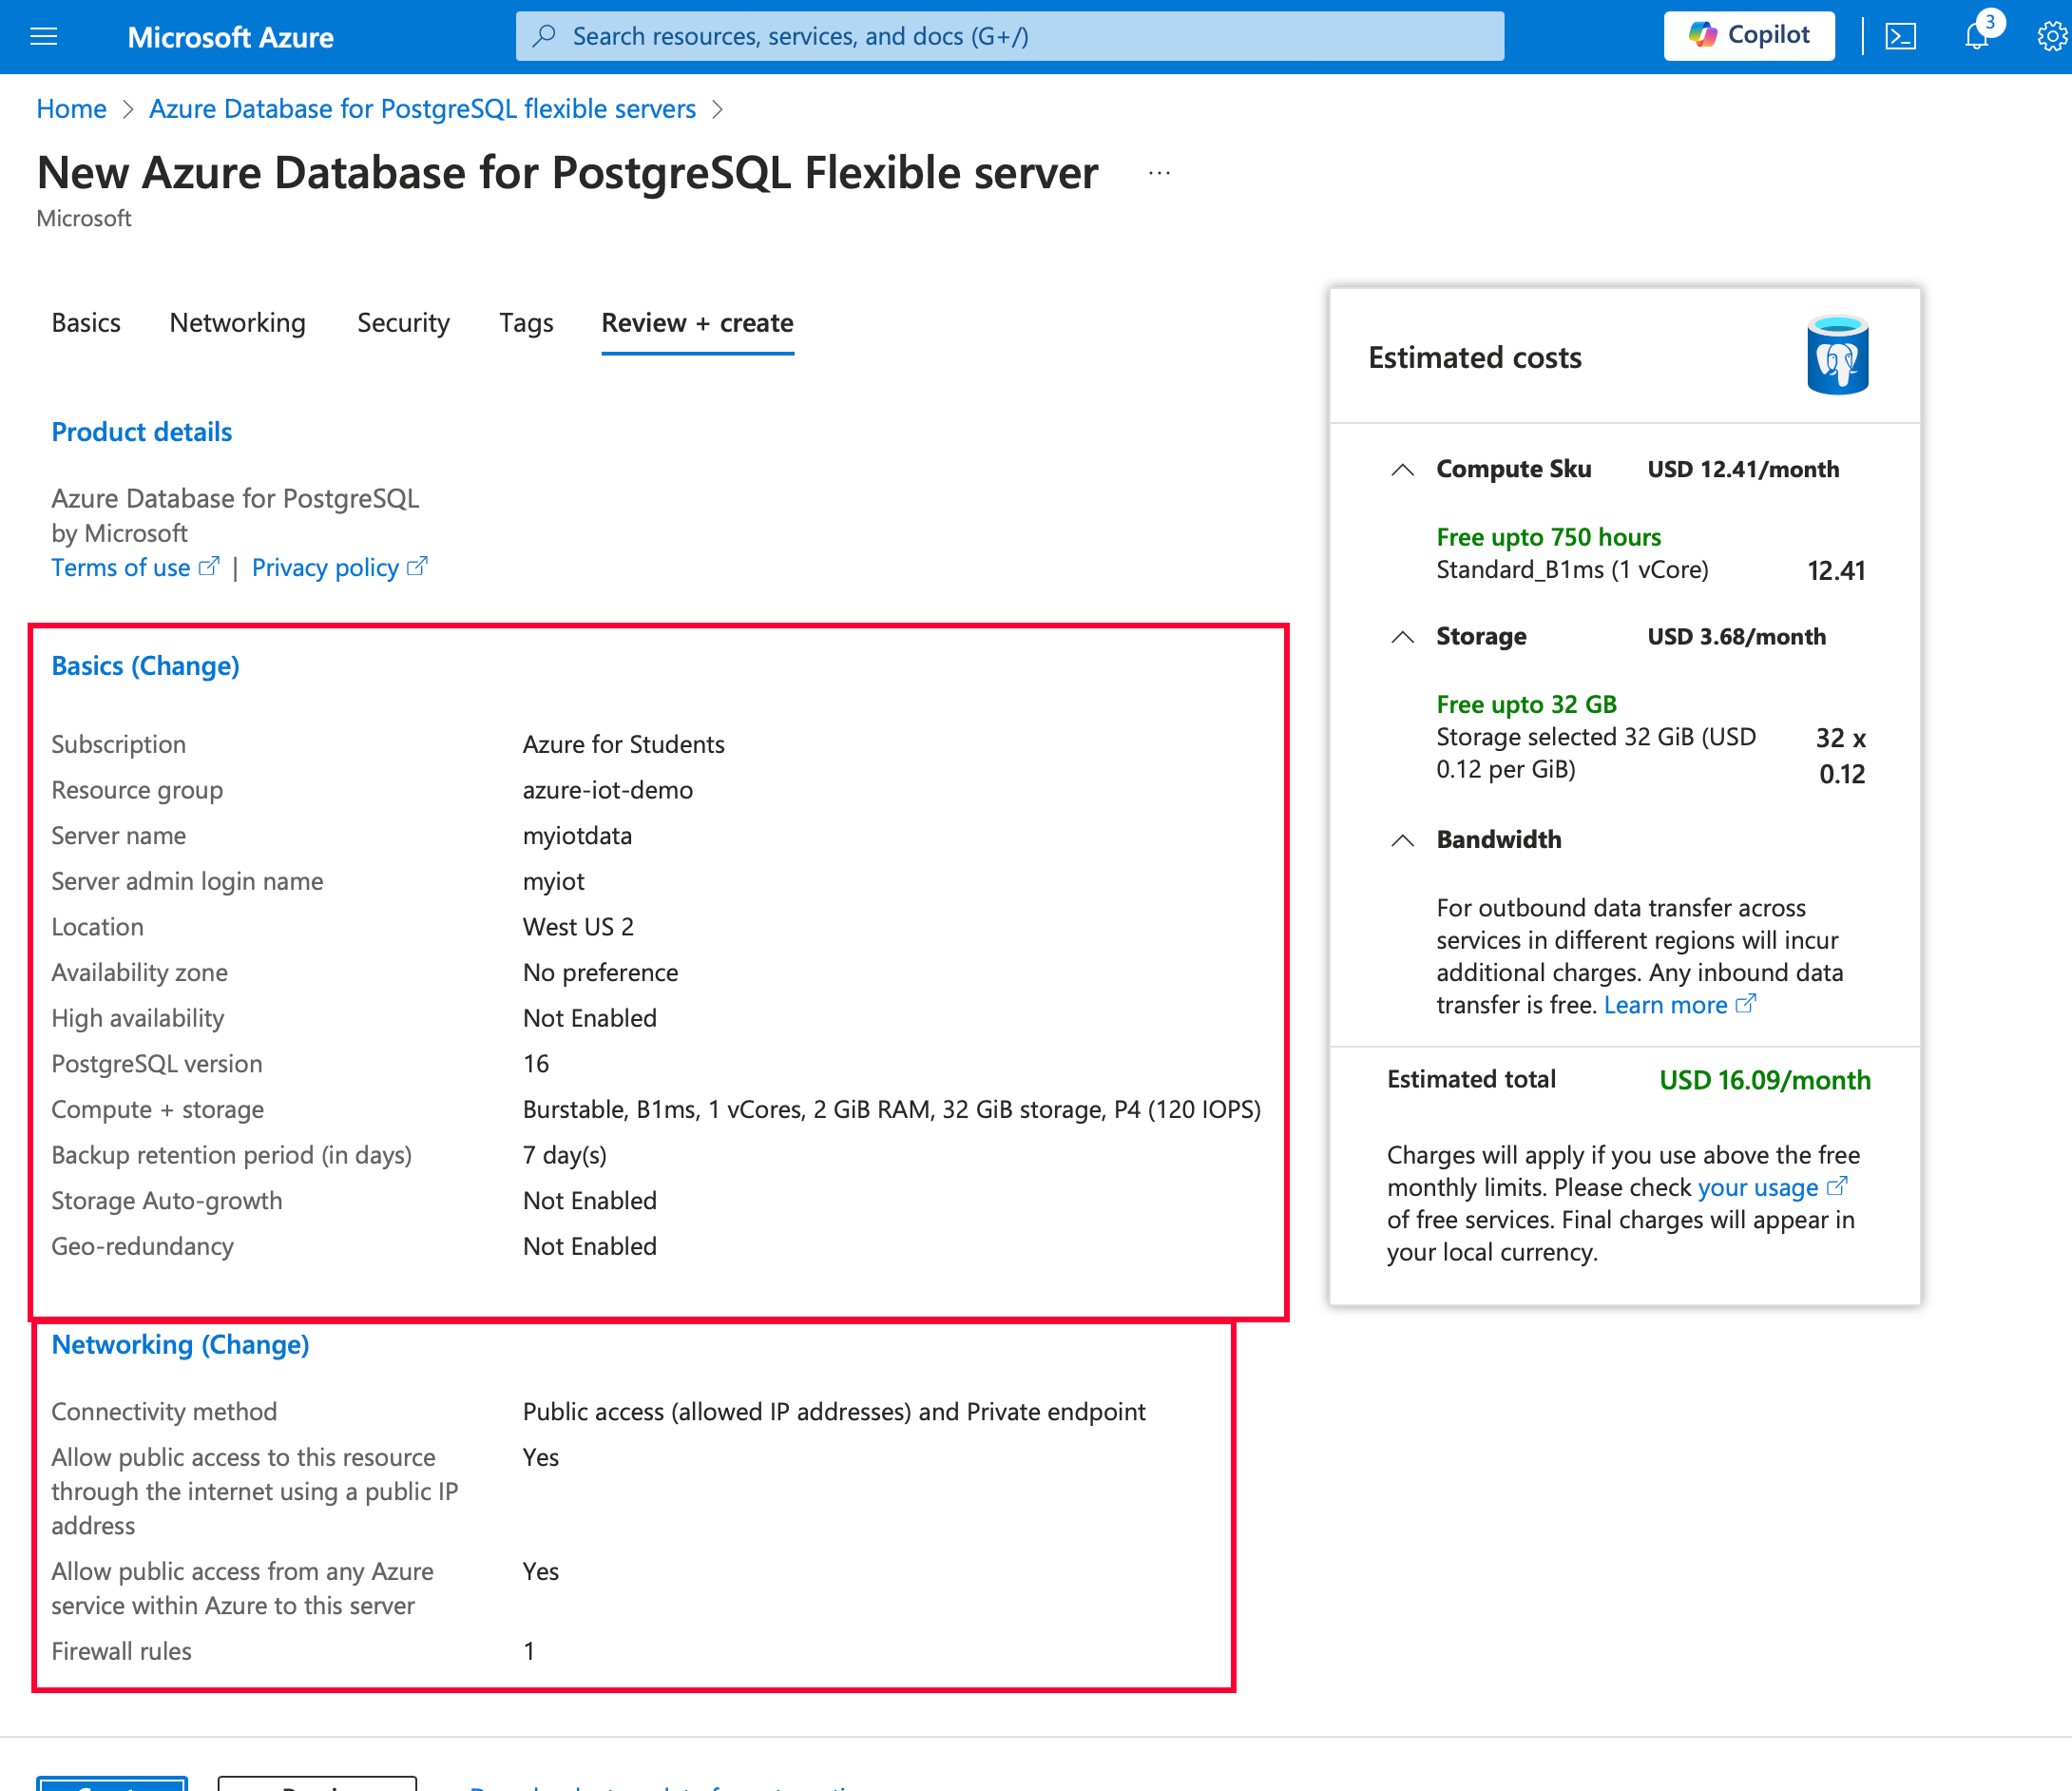 Microsoft Azure
Search resources, services, and docs (G+/)
Copilot
3
Home > Azure Database for PostgreSQL flexible servers >
New Azure Database for PostgreSQL Flexible server ...
Microsoft
Basics Networking Security Tags Review + create
Product details
Azure Database for PostgreSQL
by Microsoft
Terms of use | Privacy policy
Basics (Change)
Subscription Azure for Students
Resource group azure-iot-demo
Server name myiotdata
Server admin login name myiot
Location West US 2
Availability zone No preference
High availability Not Enabled
PostgreSQL version 16
Compute + storage Burstable, B1ms, 1 vCores, 2 GiB RAM, 32 GiB storage, P4 (120 IOPS)
Backup retention period (in days) 7 day(s)
Storage Auto-growth Not Enabled
Geo-redundancy Not Enabled
Networking (Change)
Connectivity method Public access (allowed IP addresses) and Private endpoint
Allow public access to this resource Yes
through the internet using a public IP
address
Allow public access from any Azure Yes
service within Azure to this server
Firewall rules 1
Estimated costs
Compute Sku USD 12.41/month
Free upto 750 hours
Standard_B1ms (1 vCore) 12.41
Storage USD 3.68/month
Free upto 32 GB
Storage selected 32 GiB (USD 32 x
0.12 per GiB) 0.12
Bandwidth
For outbound data transfer across
services in different regions will incur
additional charges. Any inbound data
transfer is free. Learn more
Estimated total USD 16.09/month
Charges will apply if you use above the free
monthly limits. Please check your usage
of free services. Final charges will appear in
your local currency.